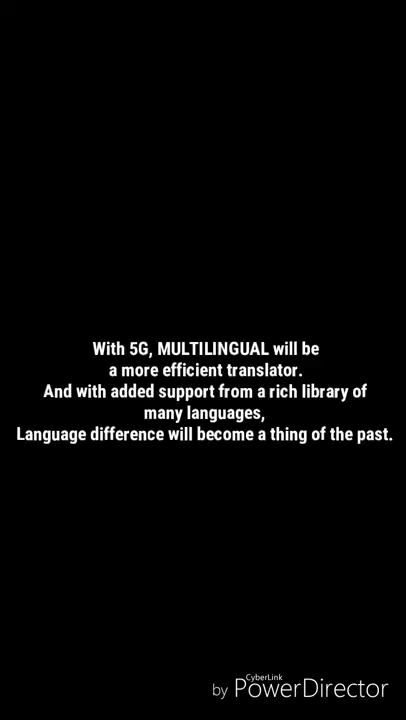 With 5G, MULTILINGUAL will be
a more efficient translator.
And with added support from a rich library of
many languages,
Language difference will become a thing of the past.
CyberLink
by PowerDirector